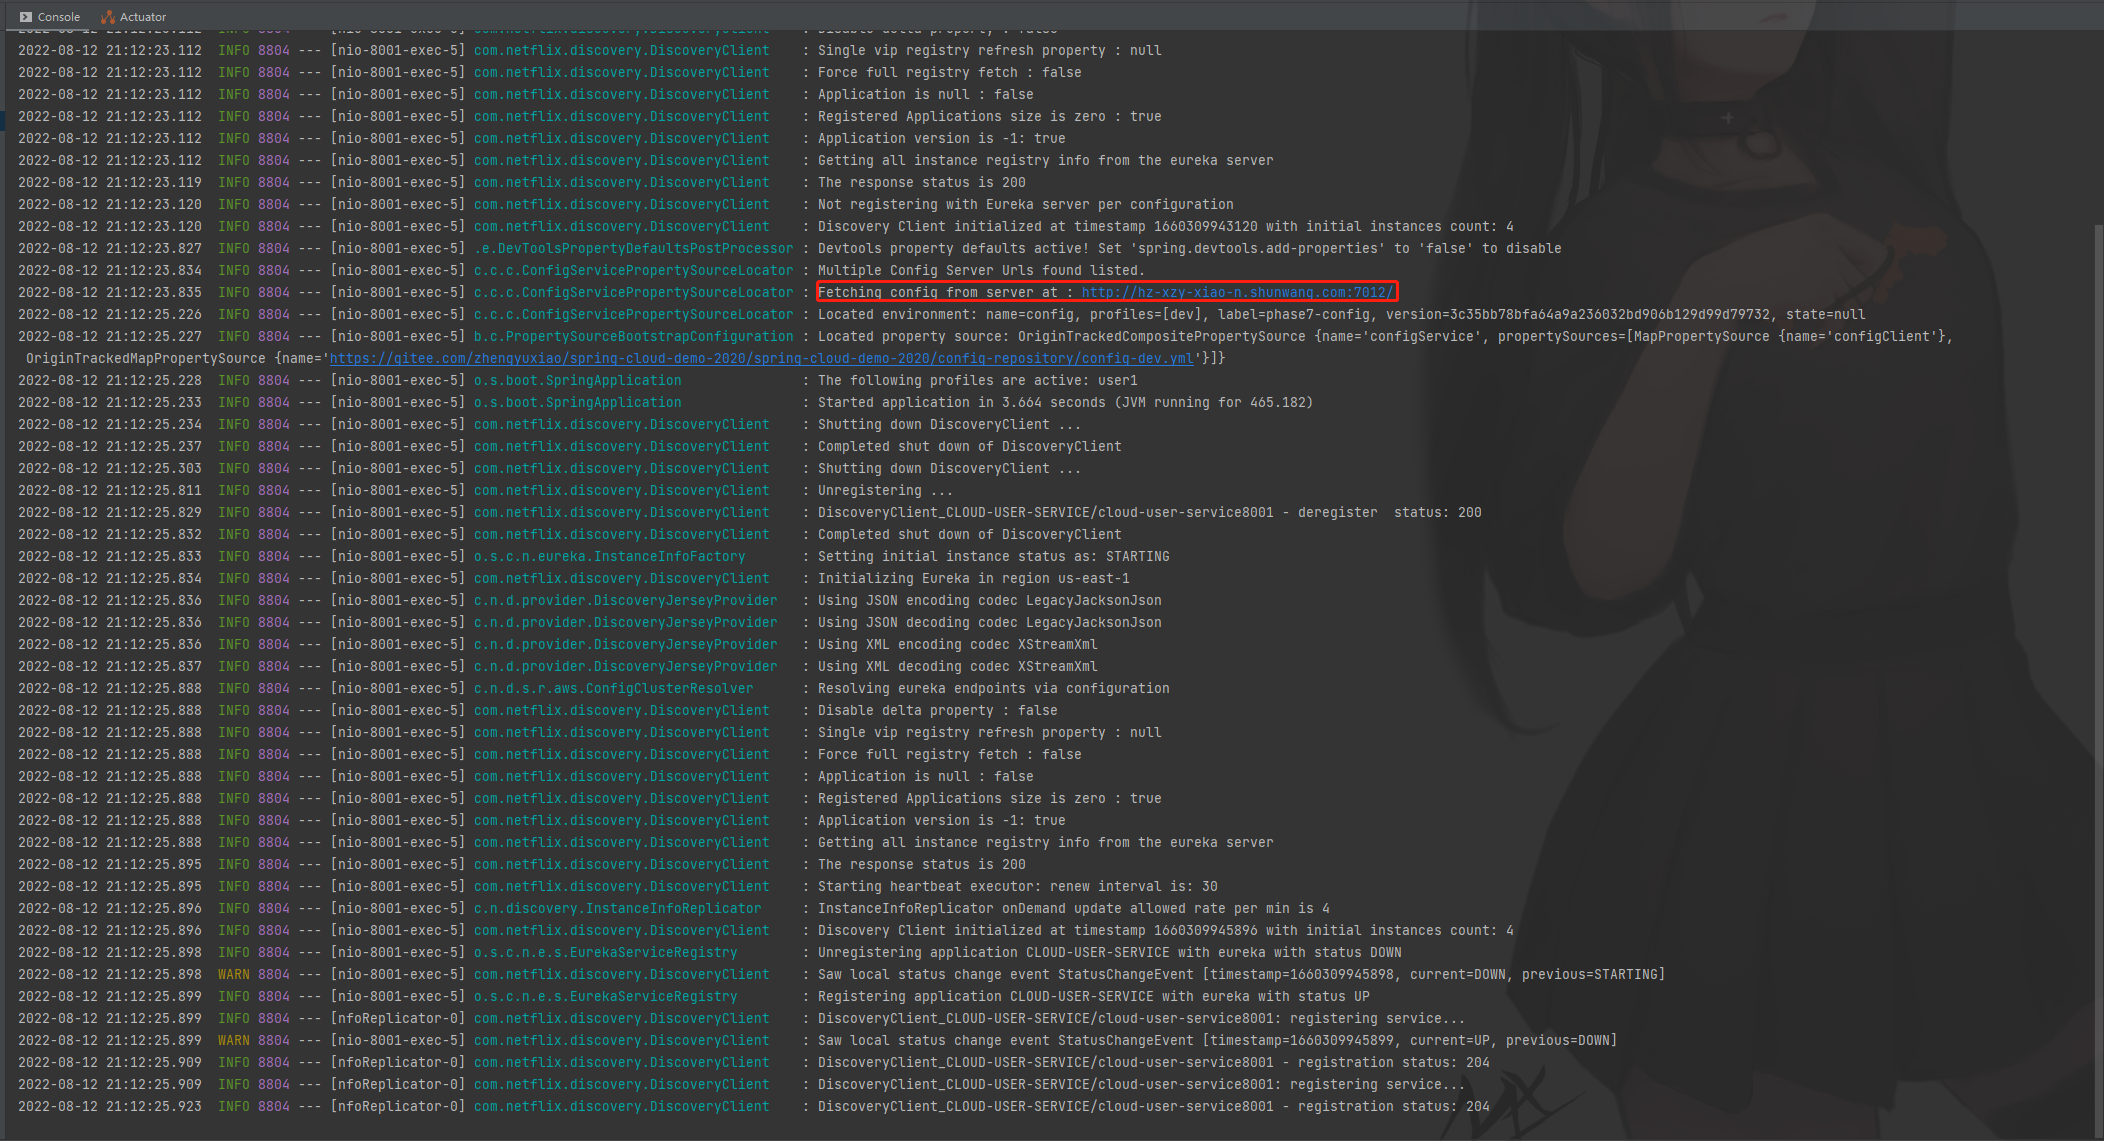 Console Actuator
2022-08-12 21:12:23.112 INFO 8804 --- [nio-8001-exec-5] com.netflix.discovery.DiscoveryClient : Disable delta property : false
2022-08-12 21:12:23.112 INFO 8804 --- [nio-8001-exec-5] com.netflix.discovery.DiscoveryClient : Single vip registry refresh property : null
2022-08-12 21:12:23.112 INFO 8804 --- [nio-8001-exec-5] com.netflix.discovery.DiscoveryClient : Force full registry fetch : false
2022-08-12 21:12:23.112 INFO 8804 --- [nio-8001-exec-5] com.netflix.discovery.DiscoveryClient : Application is null : false
2022-08-12 21:12:23.112 INFO 8804 --- [nio-8001-exec-5] com.netflix.discovery.DiscoveryClient : Registered Applications size is zero : true
2022-08-12 21:12:23.112 INFO 8804 --- [nio-8001-exec-5] com.netflix.discovery.DiscoveryClient : Application version is -1: true
2022-08-12 21:12:23.112 INFO 8804 --- [nio-8001-exec-5] com.netflix.discovery.DiscoveryClient : Getting all instance registry info from the eureka server
2022-08-12 21:12:23.119 INFO 8804 --- [nio-8001-exec-5] com.netflix.discovery.DiscoveryClient : The response status is 200
2022-08-12 21:12:23.120 INFO 8804 --- [nio-8001-exec-5] com.netflix.discovery.DiscoveryClient : Not registering with Eureka server per configuration
2022-08-12 21:12:23.120 INFO 8804 --- [nio-8001-exec-5] com.netflix.discovery.DiscoveryClient : Discovery Client initialized at timestamp 1660309943120 with initial instances count: 4
2022-08-12 21:12:23.827 INFO 8804 --- [nio-8001-exec-5] .e.DevToolsPropertyDefaultsPostProcessor : Devtools property defaults active! Set 'spring.devtools.add-properties' to 'false' to disable
2022-08-12 21:12:23.834 INFO 8804 --- [nio-8001-exec-5] c.c.c.ConfigServicePropertySourceLocator : Multiple Config Server Urls found listed.
2022-08-12 21:12:23.835 INFO 8804 --- [nio-8001-exec-5] c.c.c.ConfigServicePropertySourceLocator : Fetching config from server at : http://hz-xzy-xiao-n.shunwang.com:7012/
2022-08-12 21:12:25.226 INFO 8804 --- [nio-8001-exec-5] c.c.c.ConfigServicePropertySourceLocator : Located environment: name=config, profiles=[dev], label=phase7-config, version=3c35bb78bfa64a9a236032bd906b129d99d79732, state=null
2022-08-12 21:12:25.227 INFO 8804 --- [nio-8001-exec-5] b.c.PropertySourceBootstrapConfiguration : Located property source: OriginTrackedCompositePropertySource {name='configService', propertySources=[MapPropertySource {name='configClient'},
OriginTrackedMapPropertySource {name='https://gitee.com/zhengyuxiao/spring-cloud-demo-2020/spring-cloud-demo-2020/config-repository/config-dev.yml'}]}
2022-08-12 21:12:25.228 INFO 8804 --- [nio-8001-exec-5] o.s.boot.SpringApplication : The following profiles are active: user1
2022-08-12 21:12:25.233 INFO 8804 --- [nio-8001-exec-5] o.s.boot.SpringApplication : Started application in 3.664 seconds (JVM running for 465.182)
2022-08-12 21:12:25.234 INFO 8804 --- [nio-8001-exec-5] com.netflix.discovery.DiscoveryClient : Shutting down DiscoveryClient ...
2022-08-12 21:12:25.237 INFO 8804 --- [nio-8001-exec-5] com.netflix.discovery.DiscoveryClient : Completed shut down of DiscoveryClient
2022-08-12 21:12:25.303 INFO 8804 --- [nio-8001-exec-5] com.netflix.discovery.DiscoveryClient : Shutting down DiscoveryClient ...
2022-08-12 21:12:25.811 INFO 8804 --- [nio-8001-exec-5] com.netflix.discovery.DiscoveryClient : Unregistering ...
2022-08-12 21:12:25.829 INFO 8804 --- [nio-8001-exec-5] com.netflix.discovery.DiscoveryClient : DiscoveryClient_CLOUD-USER-SERVICE/cloud-user-service8001 - deregister  status: 200
2022-08-12 21:12:25.832 INFO 8804 --- [nio-8001-exec-5] com.netflix.discovery.DiscoveryClient : Completed shut down of DiscoveryClient
2022-08-12 21:12:25.833 INFO 8804 --- [nio-8001-exec-5] o.s.c.n.eureka.InstanceInfoFactory : Setting initial instance status as: STARTING
2022-08-12 21:12:25.834 INFO 8804 --- [nio-8001-exec-5] com.netflix.discovery.DiscoveryClient : Initializing Eureka in region us-east-1
2022-08-12 21:12:25.836 INFO 8804 --- [nio-8001-exec-5] c.n.d.provider.DiscoveryJerseyProvider : Using JSON encoding codec LegacyJacksonJson
2022-08-12 21:12:25.836 INFO 8804 --- [nio-8001-exec-5] c.n.d.provider.DiscoveryJerseyProvider : Using JSON decoding codec LegacyJacksonJson
2022-08-12 21:12:25.836 INFO 8804 --- [nio-8001-exec-5] c.n.d.provider.DiscoveryJerseyProvider : Using XML encoding codec XStreamXml
2022-08-12 21:12:25.837 INFO 8804 --- [nio-8001-exec-5] c.n.d.provider.DiscoveryJerseyProvider : Using XML decoding codec XStreamXml
2022-08-12 21:12:25.888 INFO 8804 --- [nio-8001-exec-5] c.n.d.s.r.aws.ConfigClusterResolver : Resolving eureka endpoints via configuration
2022-08-12 21:12:25.888 INFO 8804 --- [nio-8001-exec-5] com.netflix.discovery.DiscoveryClient : Disable delta property : false
2022-08-12 21:12:25.888 INFO 8804 --- [nio-8001-exec-5] com.netflix.discovery.DiscoveryClient : Single vip registry refresh property : null
2022-08-12 21:12:25.888 INFO 8804 --- [nio-8001-exec-5] com.netflix.discovery.DiscoveryClient : Force full registry fetch : false
2022-08-12 21:12:25.888 INFO 8804 --- [nio-8001-exec-5] com.netflix.discovery.DiscoveryClient : Application is null : false
2022-08-12 21:12:25.888 INFO 8804 --- [nio-8001-exec-5] com.netflix.discovery.DiscoveryClient : Registered Applications size is zero : true
2022-08-12 21:12:25.888 INFO 8804 --- [nio-8001-exec-5] com.netflix.discovery.DiscoveryClient : Application version is -1: true
2022-08-12 21:12:25.888 INFO 8804 --- [nio-8001-exec-5] com.netflix.discovery.DiscoveryClient : Getting all instance registry info from the eureka server
2022-08-12 21:12:25.895 INFO 8804 --- [nio-8001-exec-5] com.netflix.discovery.DiscoveryClient : The response status is 200
2022-08-12 21:12:25.895 INFO 8804 --- [nio-8001-exec-5] com.netflix.discovery.DiscoveryClient : Starting heartbeat executor: renew interval is: 30
2022-08-12 21:12:25.896 INFO 8804 --- [nio-8001-exec-5] c.n.discovery.InstanceInfoReplicator : InstanceInfoReplicator onDemand update allowed rate per min is 4
2022-08-12 21:12:25.896 INFO 8804 --- [nio-8001-exec-5] com.netflix.discovery.DiscoveryClient : Discovery Client initialized at timestamp 1660309945896 with initial instances count: 4
2022-08-12 21:12:25.898 INFO 8804 --- [nio-8001-exec-5] o.s.c.n.e.s.EurekaServiceRegistry : Unregistering application CLOUD-USER-SERVICE with eureka with status DOWN
2022-08-12 21:12:25.898 WARN 8804 --- [nio-8001-exec-5] com.netflix.discovery.DiscoveryClient : Saw local status change event StatusChangeEvent [timestamp=1660309945898, current=DOWN, previous=STARTING]
2022-08-12 21:12:25.899 INFO 8804 --- [nio-8001-exec-5] o.s.c.n.e.s.EurekaServiceRegistry : Registering application CLOUD-USER-SERVICE with eureka with status UP
2022-08-12 21:12:25.899 INFO 8804 --- [nfoReplicator-0] com.netflix.discovery.DiscoveryClient : DiscoveryClient_CLOUD-USER-SERVICE/cloud-user-service8001: registering service...
2022-08-12 21:12:25.899 WARN 8804 --- [nio-8001-exec-5] com.netflix.discovery.DiscoveryClient : Saw local status change event StatusChangeEvent [timestamp=1660309945899, current=UP, previous=DOWN]
2022-08-12 21:12:25.909 INFO 8804 --- [nfoReplicator-0] com.netflix.discovery.DiscoveryClient : DiscoveryClient_CLOUD-USER-SERVICE/cloud-user-service8001 - registration status: 204
2022-08-12 21:12:25.909 INFO 8804 --- [nfoReplicator-0] com.netflix.discovery.DiscoveryClient : DiscoveryClient_CLOUD-USER-SERVICE/cloud-user-service8001: registering service...
2022-08-12 21:12:25.923 INFO 8804 --- [nfoReplicator-0] com.netflix.discovery.DiscoveryClient : DiscoveryClient_CLOUD-USER-SERVICE/cloud-user-service8001 - registration status: 204